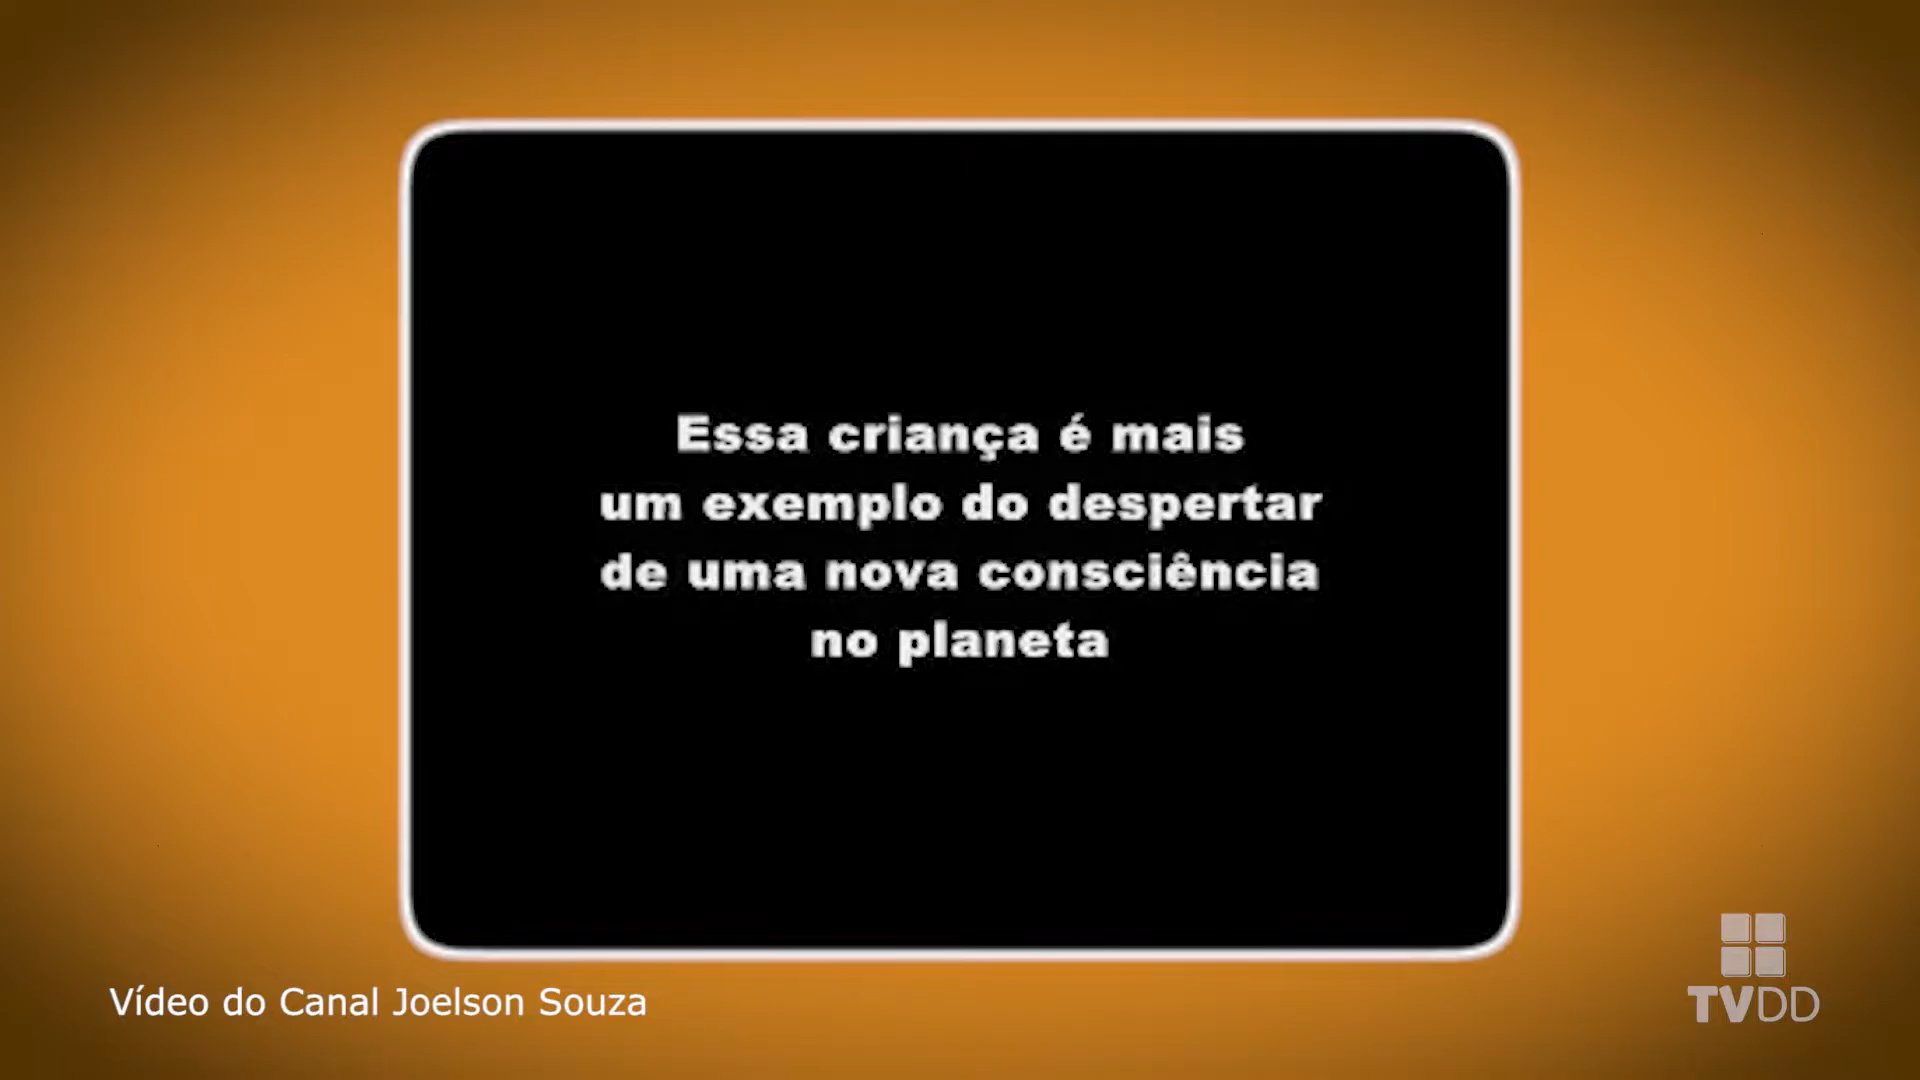 Essa criança é mais
um exemplo do despertar
de uma nova consciência
no planeta
Vídeo do Canal Joelson Souza
TVDD